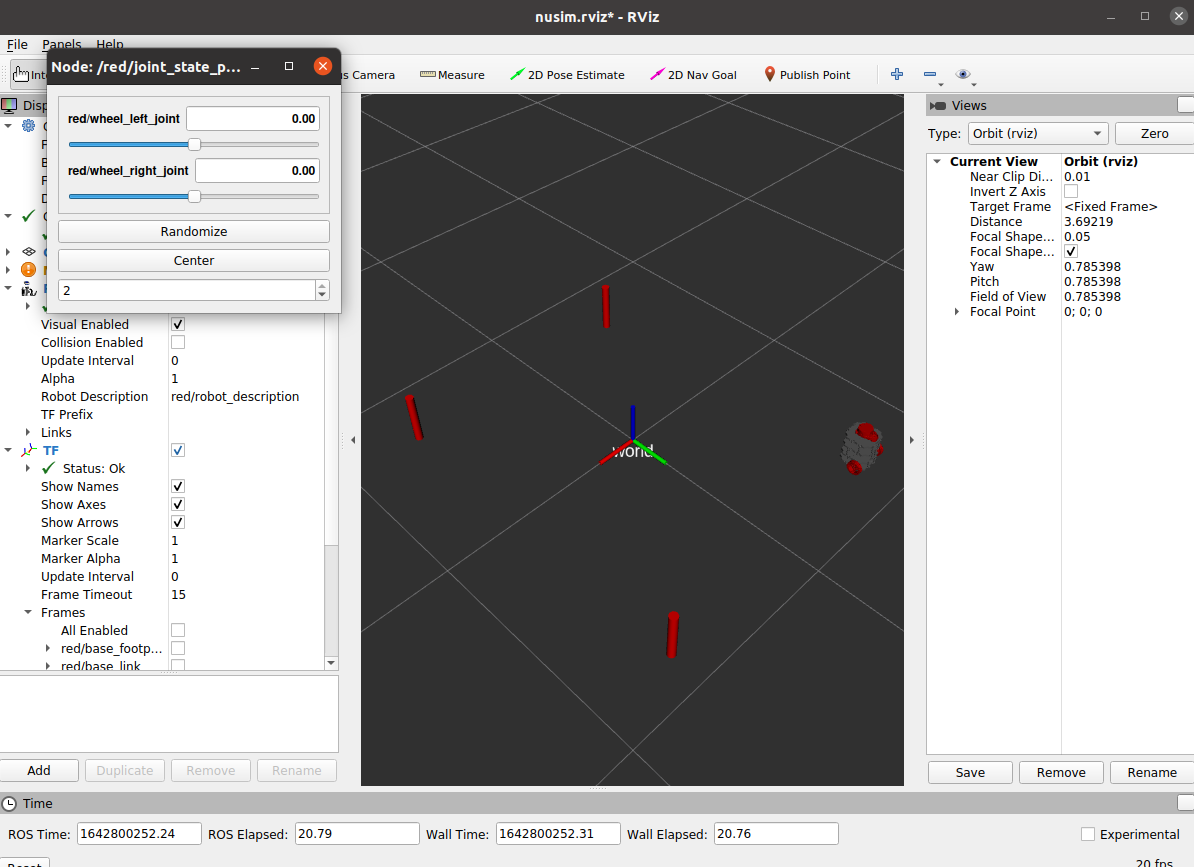 nusim.rviz* - RViz
File Panels Help
Node: /red/joint_state_p...
Int
s Camera
Measure
2D Pose Estimate
2D Nav Goal
Publish Point
Disp
red/wheel_left_joint 0.00
red/wheel_right_joint 0.00
Randomize
Center
2
Visual Enabled
Collision Enabled
Update Interval 0
Alpha 1
Robot Description red/robot_description
TF Prefix
Links
TF
Status: Ok
Show Names
Show Axes
Show Arrows
Marker Scale 1
Marker Alpha 1
Update Interval 0
Frame Timeout 15
Frames
All Enabled
red/base_footp...
red/base_link
Add Duplicate Remove Rename
world
Views
Type: Orbit (rviz) Zero
Current View Orbit (rviz)
Near Clip Di... 0.01
Invert Z Axis
Target Frame <Fixed Frame>
Distance 3.69219
Focal Shape... 0.05
Focal Shape...
Yaw 0.785398
Pitch 0.785398
Field of View 0.785398
Focal Point 0; 0; 0
Save Remove Rename
Time
ROS Time: 1642800252.24 ROS Elapsed: 20.79 Wall Time: 1642800252.31 Wall Elapsed: 20.76 Experimental
Reset 20 fps